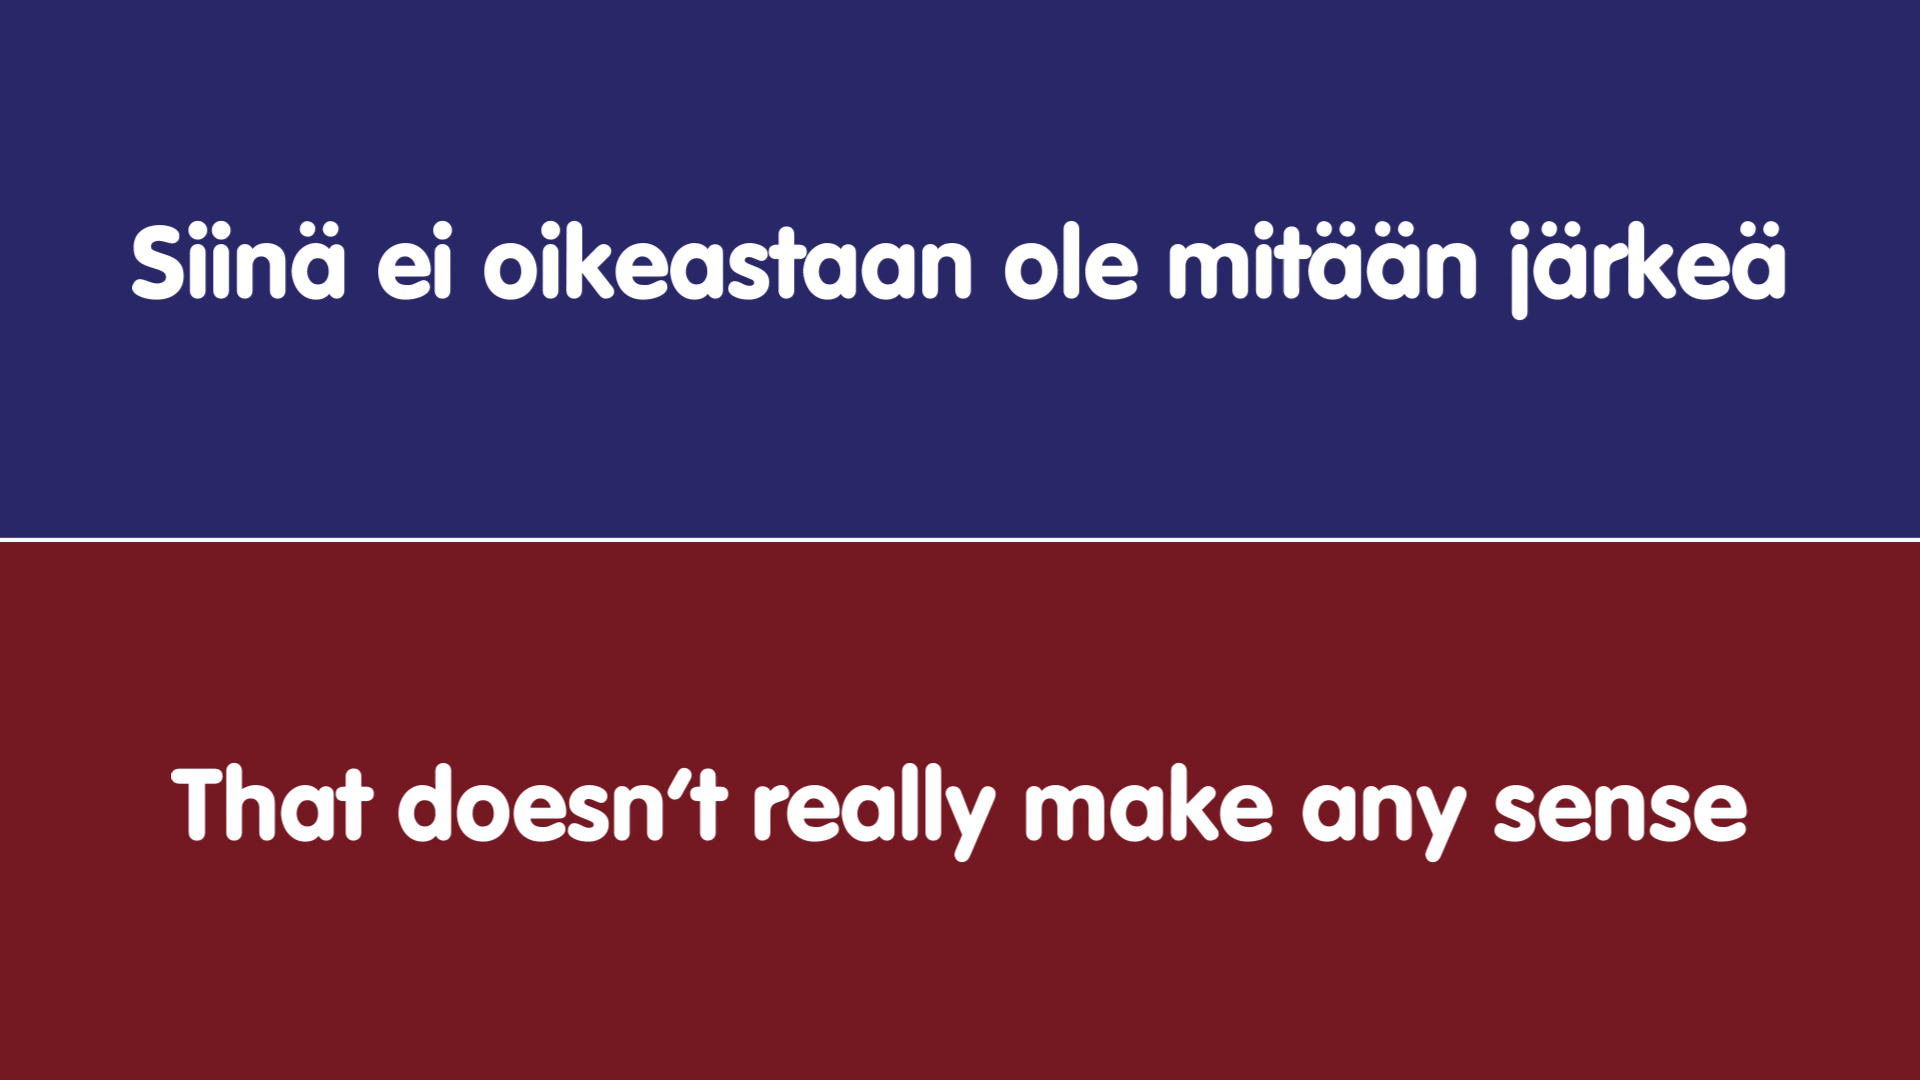 Siinä ei oikeastaan ole mitään järkeä
That doesn't really make any sense